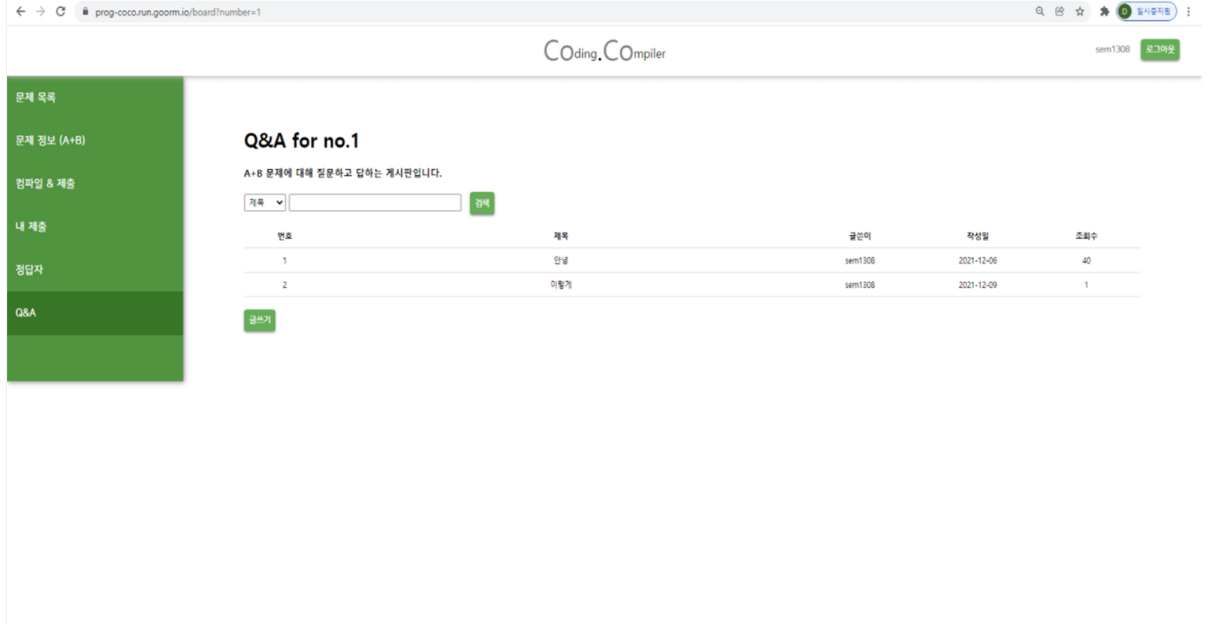 prog-coco.run.goorm.io/board?number=1
D 일시중지됨
COding.COmpiler
sem1308 로그아웃
문제 목록
문제 정보 (A+B)
컴파일 & 제출
내 제출
정답자
Q&A
Q&A for no.1
A+B 문제에 대해 질문하고 답하는 게시판입니다.
제목 검색
번호 제목 글쓴이 작성일 조회수
1 안녕 sem1308 2021-12-06 40
2 이렇게 sem1308 2021-12-09 1
글쓰기